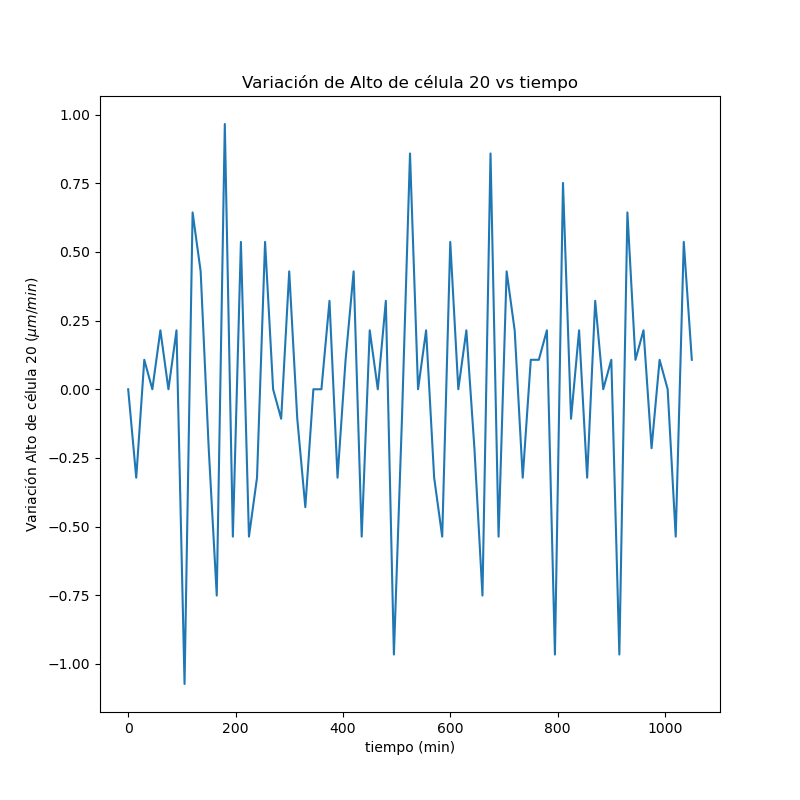 Variación de Alto de célula 20 vs tiempo
1.00
0.75
0.50
0.25
0.00
−0.25
−0.50
−0.75
−1.00
Variación Alto de célula 20 (μm/min)
0 200 400 600 800 1000
tiempo (min)